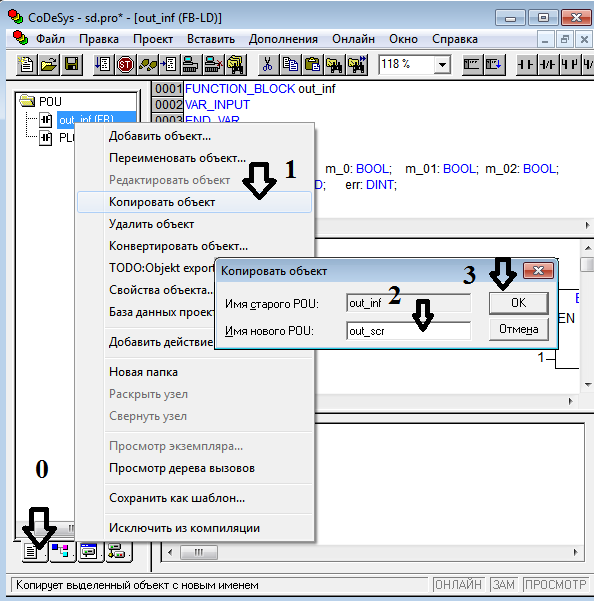 CoDeSys - sd.pro* - [out_inf (FB-LD)]
Файл Правка Проект Вставить Дополнения Онлайн Окно Справка
118 %
POU
out_inf (FB)
0001 FUNCTION_BLOCK out_inf
0002 VAR_INPUT
0003 END_VAR
m_0: BOOL; m_01: BOOL; m_02: BOOL;
err: DINT;
Добавить объект...
Переименовать объект...
Редактировать объект
Копировать объект
Удалить объект
Конвертировать объект...
TODO:Objekt export
Свойства объекта...
База данных проект
Добавить действие
Новая папка
Раскрыть узел
Свернуть узел
Просмотр экземпляра...
Просмотр дерева вызовов
Сохранить как шаблон...
Исключить из компиляции
1
Копировать объект
3
Имя старого POU: out_inf
2
OK
Имя нового POU: out_scr
Отмена
EN
1
0
Копирует выделенный объект с новым именем
ОНЛАЙН ЗАМ ПРОСМОТР